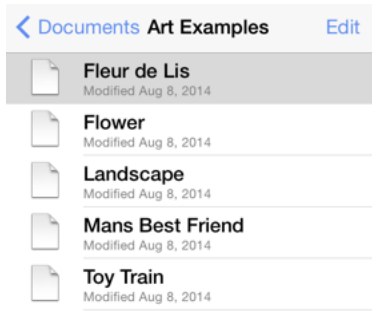 Documents Art Examples Edit
Fleur de Lis
Modified Aug 8, 2014
Flower
Modified Aug 8, 2014
Landscape
Modified Aug 8, 2014
Mans Best Friend
Modified Aug 8, 2014
Toy Train
Modified Aug 8, 2014